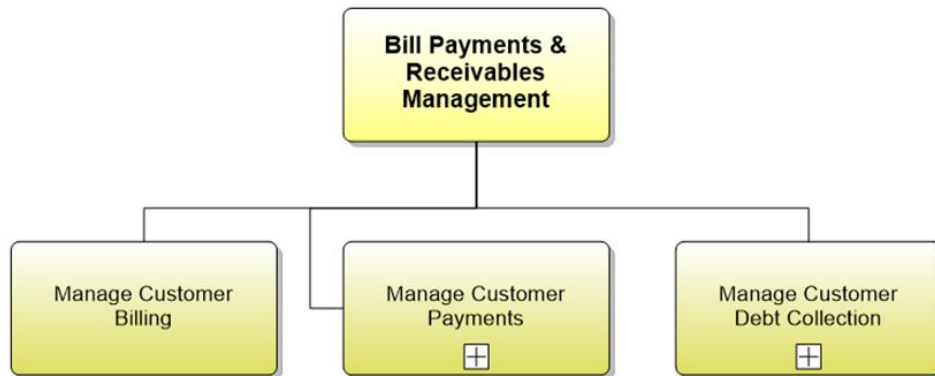 Bill Payments &
Receivables
Management
Manage Customer
Billing
Manage Customer
Payments
Manage Customer
Debt Collection